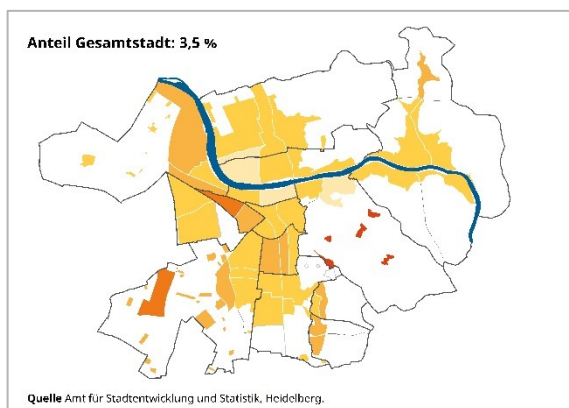 Anteil Gesamtstadt: 3,5 %
Quelle Amt für Stadtentwicklung und Statistik, Heidelberg.